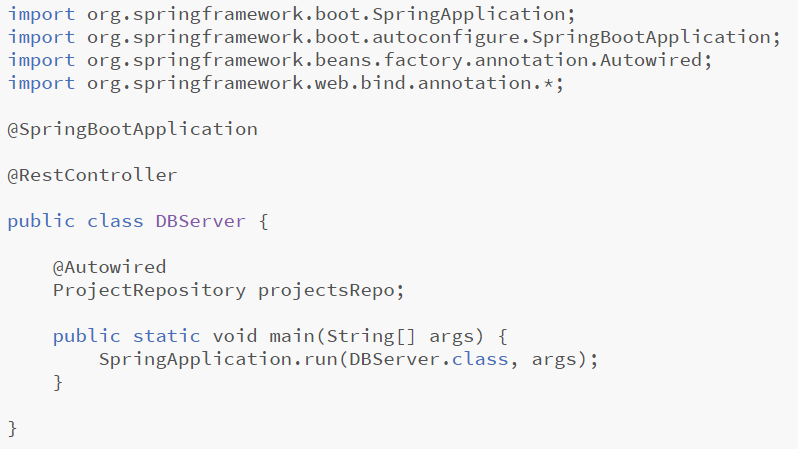 import org.springframework.boot.SpringApplication;
import org.springframework.boot.autoconfigure.SpringBootApplication;
import org.springframework.beans.factory.annotation.Autowired;
import org.springframework.web.bind.annotation.*;
@SpringBootApplication
@RestController
public class DBServer {
    @Autowired
    ProjectRepository projectsRepo;
    public static void main(String[] args) {
        SpringApplication.run(DBServer.class, args);
    }
}